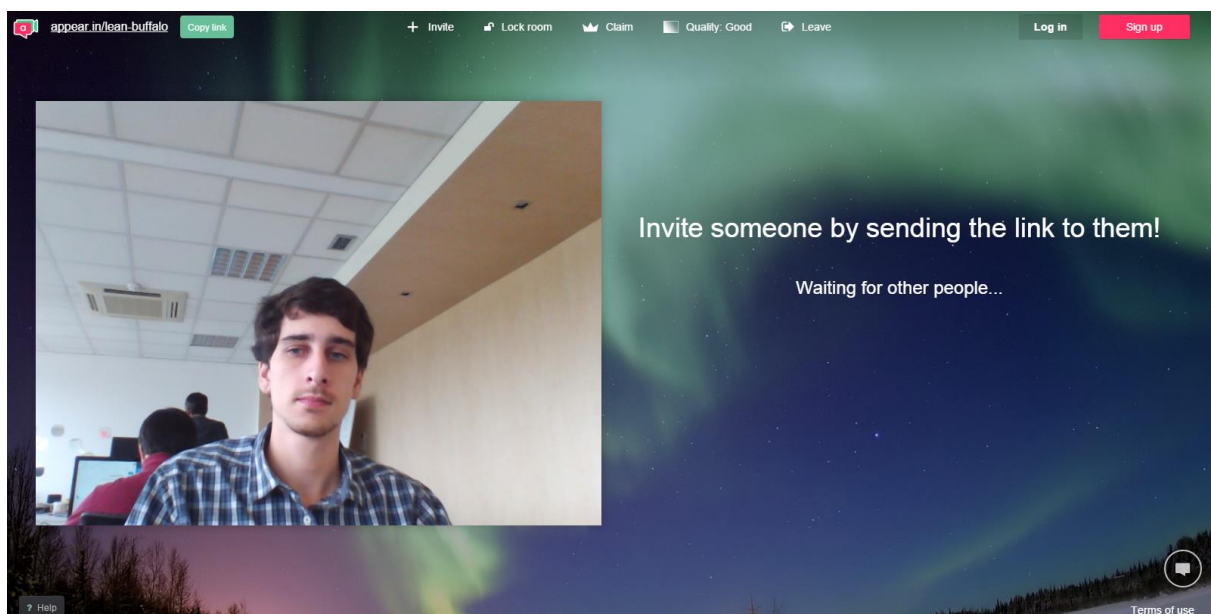 appear.in/lean-buffalo
Copy link
Invite
Lock room
Claim
Quality: Good
Leave
Log in
Sign up
Invite someone by sending the link to them!
Waiting for other people...
? Help
Terms of use